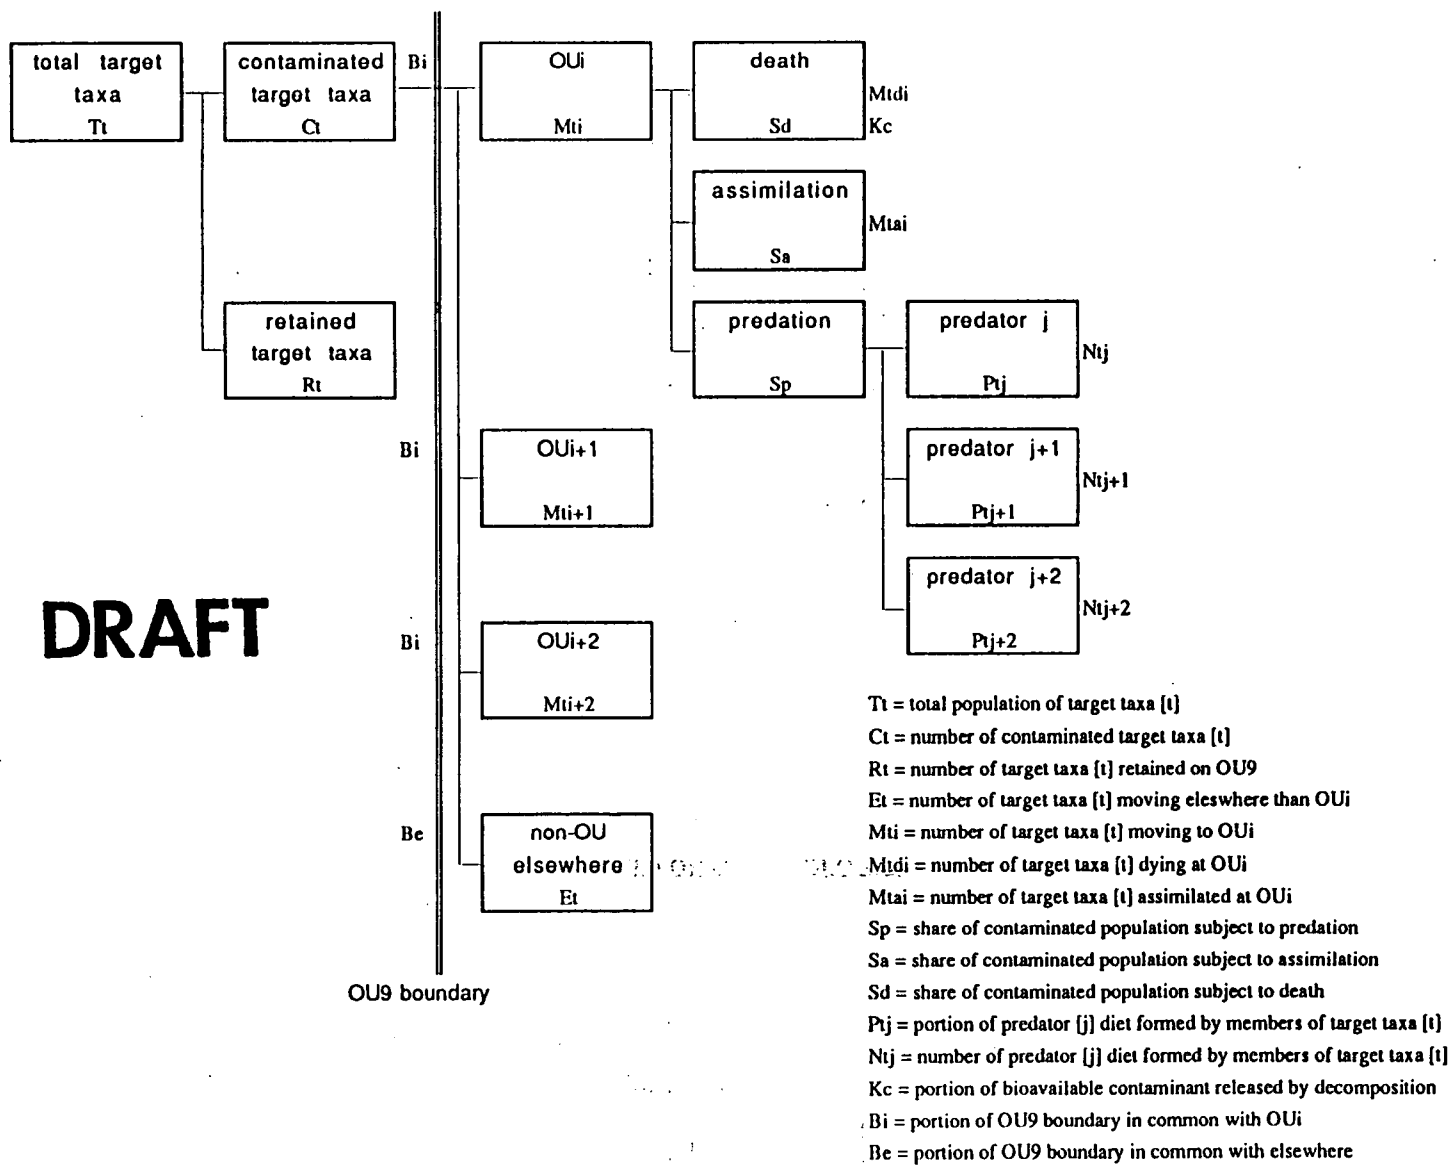 total target
taxa
Tt
contaminated
target taxa
Ct
Bi
OUi
Mti
death
Sd
Mtdi
Kc
assimilation
Sa
Mtai
retained
target taxa
Rt
predation
Sp
predator j
Ptj
Ntj
Bi
OUi+1
Mti+1
predator j+1
Ptj+1
Ntj+1
predator j+2
Ptj+2
Ntj+2
DRAFT
Bi
OUi+2
Mti+2
Be
non-OU
elsewhere
Et
OU9 boundary
Tt = total population of target taxa [t]
Ct = number of contaminated target taxa [t]
Rt = number of target taxa [t] retained on OU9
Et = number of target taxa [t] moving eleswhere than OUi
Mti = number of target taxa [t] moving to OUi
Mtdi = number of target taxa [t] dying at OUi
Mtai = number of target taxa [t] assimilated at OUi
Sp = share of contaminated population subject to predation
Sa = share of contaminated population subject to assimilation
Sd = share of contaminated population subject to death
Ptj = portion of predator [j] diet formed by members of target taxa [t]
Ntj = number of predator [j] diet formed by members of target taxa [t]
Kc = portion of bioavailable contaminant released by decomposition
Bi = portion of OU9 boundary in common with OUi
Be = portion of OU9 boundary in common with elsewhere